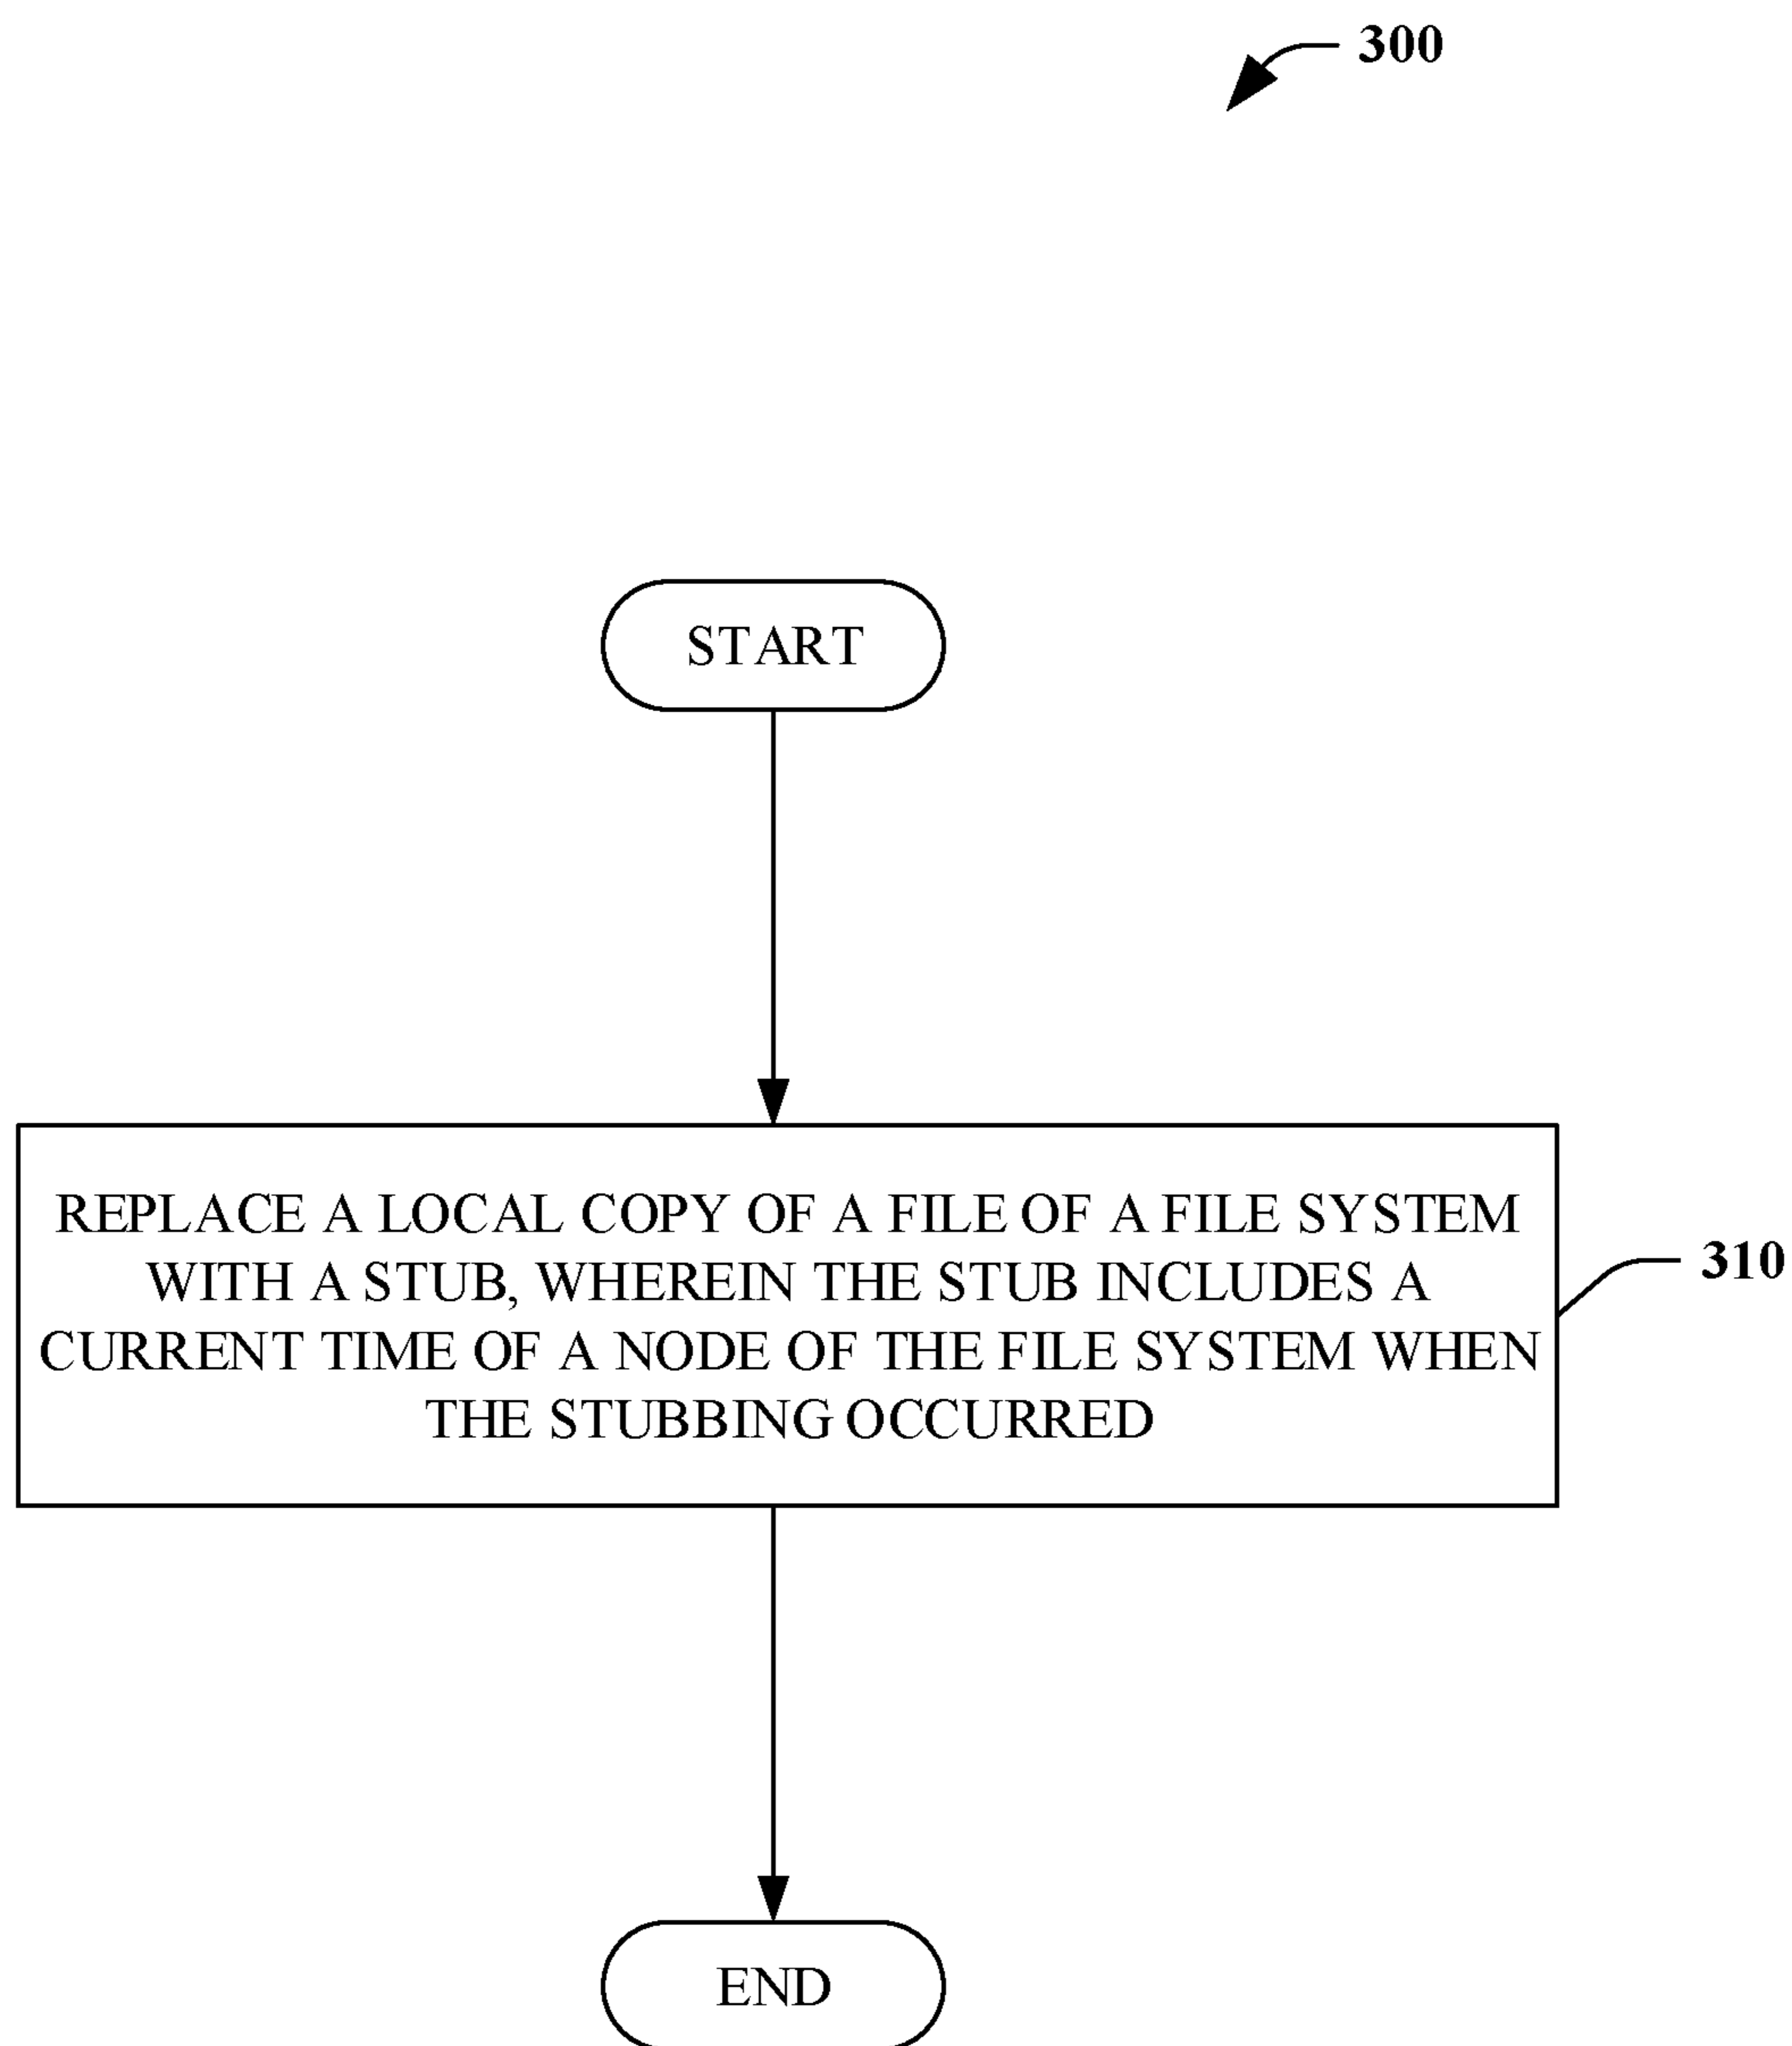 300
START
REPLACE A LOCAL COPY OF A FILE OF A FILE SYSTEM
WITH A STUB, WHEREIN THE STUB INCLUDES A
CURRENT TIME OF A NODE OF THE FILE SYSTEM WHEN
THE STUBBING OCCURRED
310
END